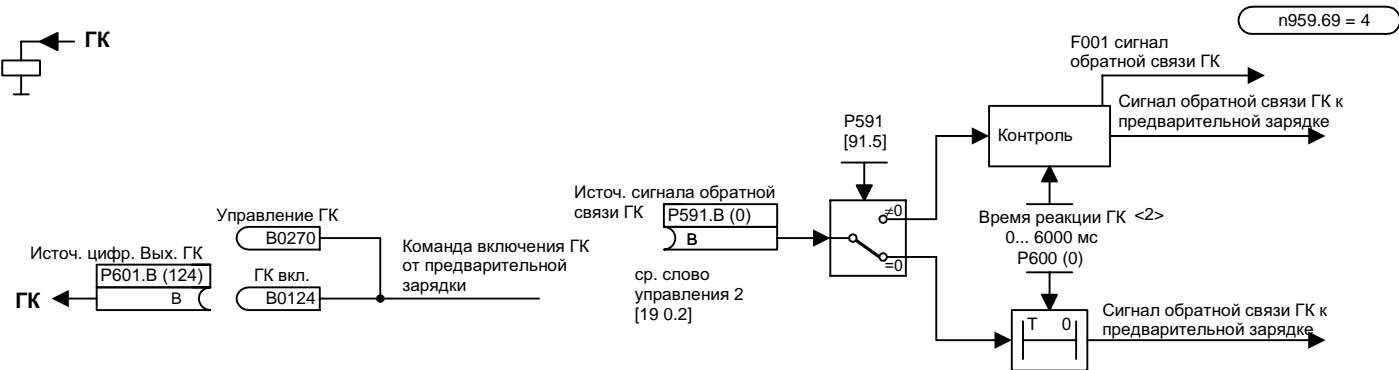 n959.69 = 4
ГК
F001 сигнал
обратной связи ГК
Сигнал обратной связи ГК к
предварительной зарядке
P591
[91.5]
Контроль
Источ. сигнала обратной
связи ГК
P591.B (0)
B
≠0
=0
ср. слово
управления 2
[19 0.2]
Время реакции ГК <2>
0... 6000 мс
P600 (0)
T 0
Сигнал обратной связи ГК к
предварительной зарядке
Управление ГК
B0270
Источ. цифр. Вых. ГК
P601.B (124)
B
ГК
ГК вкл.
B0124
Команда включения ГК
от предварительной
зарядки